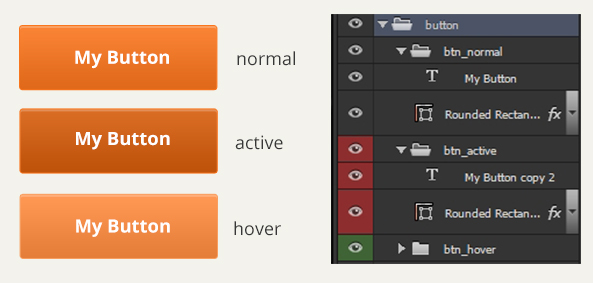 My Button
normal
My Button
active
My Button
hover
button
btn_normal
T My Button
Rounded Rectan... fx
btn_active
T My Button copy 2
Rounded Rectan... fx
btn_hover